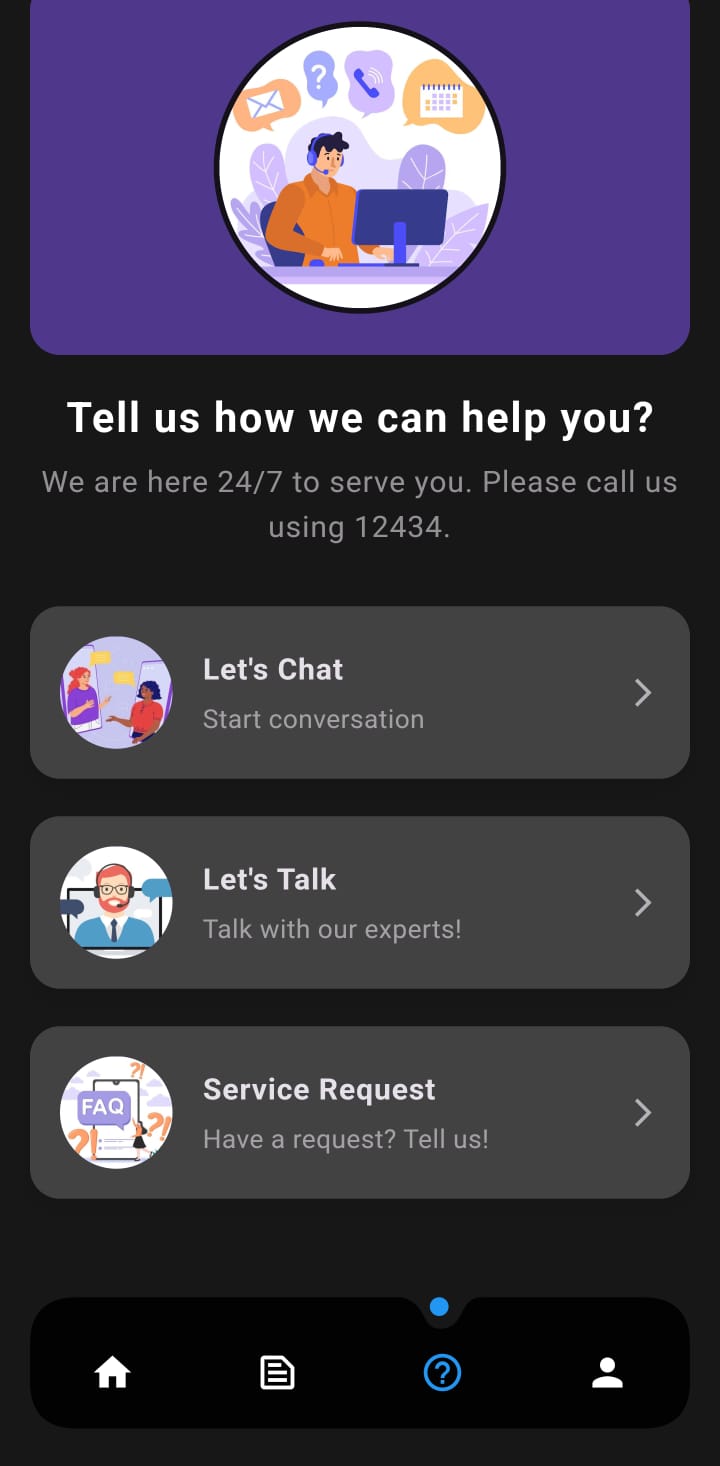 Tell us how we can help you?
We are here 24/7 to serve you. Please call us
using 12434.
Let's Chat
Start conversation
Let's Talk
Talk with our experts!
FAQ
Service Request
Have a request? Tell us!